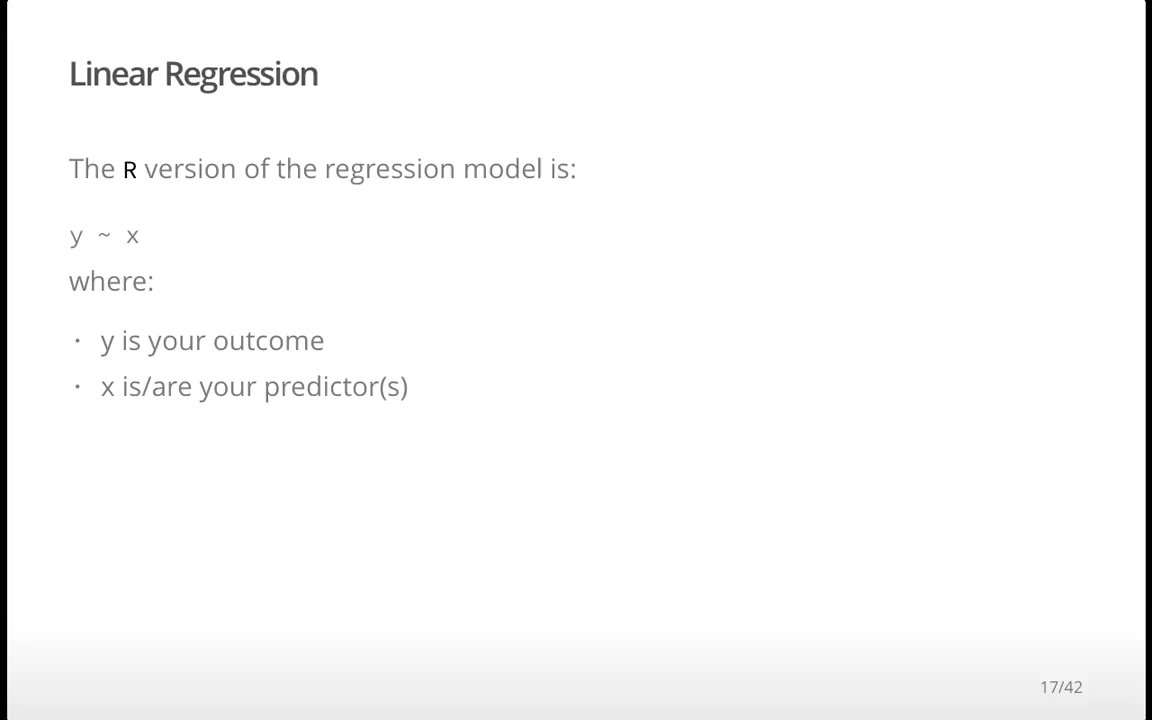 Linear Regression
The R version of the regression model is:
y ~ x
where:
· y is your outcome
· x is/are your predictor(s)
17/42